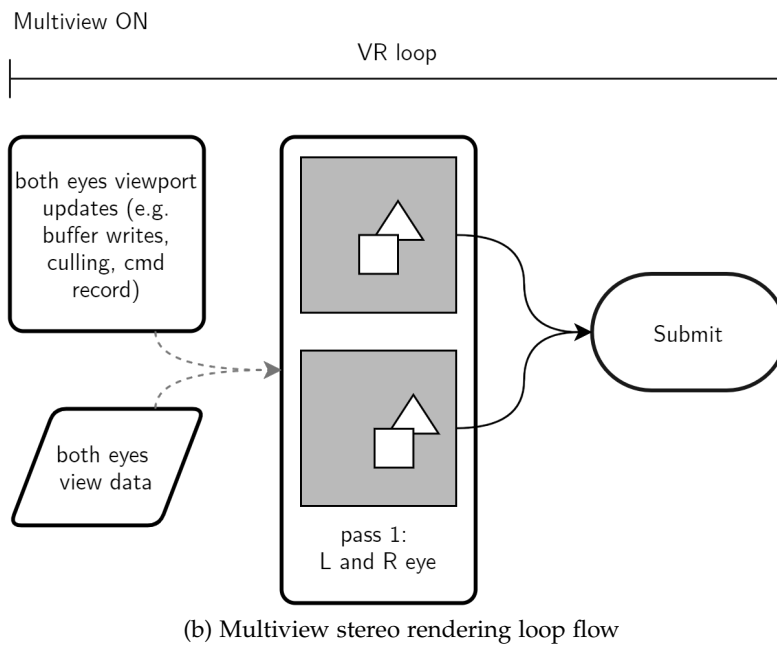 Multiview ON
VR loop
both eyes viewport
updates (e.g.
buffer writes,
culling, cmd
record)
both eyes
view data
pass 1:
L and R eye
Submit
(b) Multiview stereo rendering loop flow